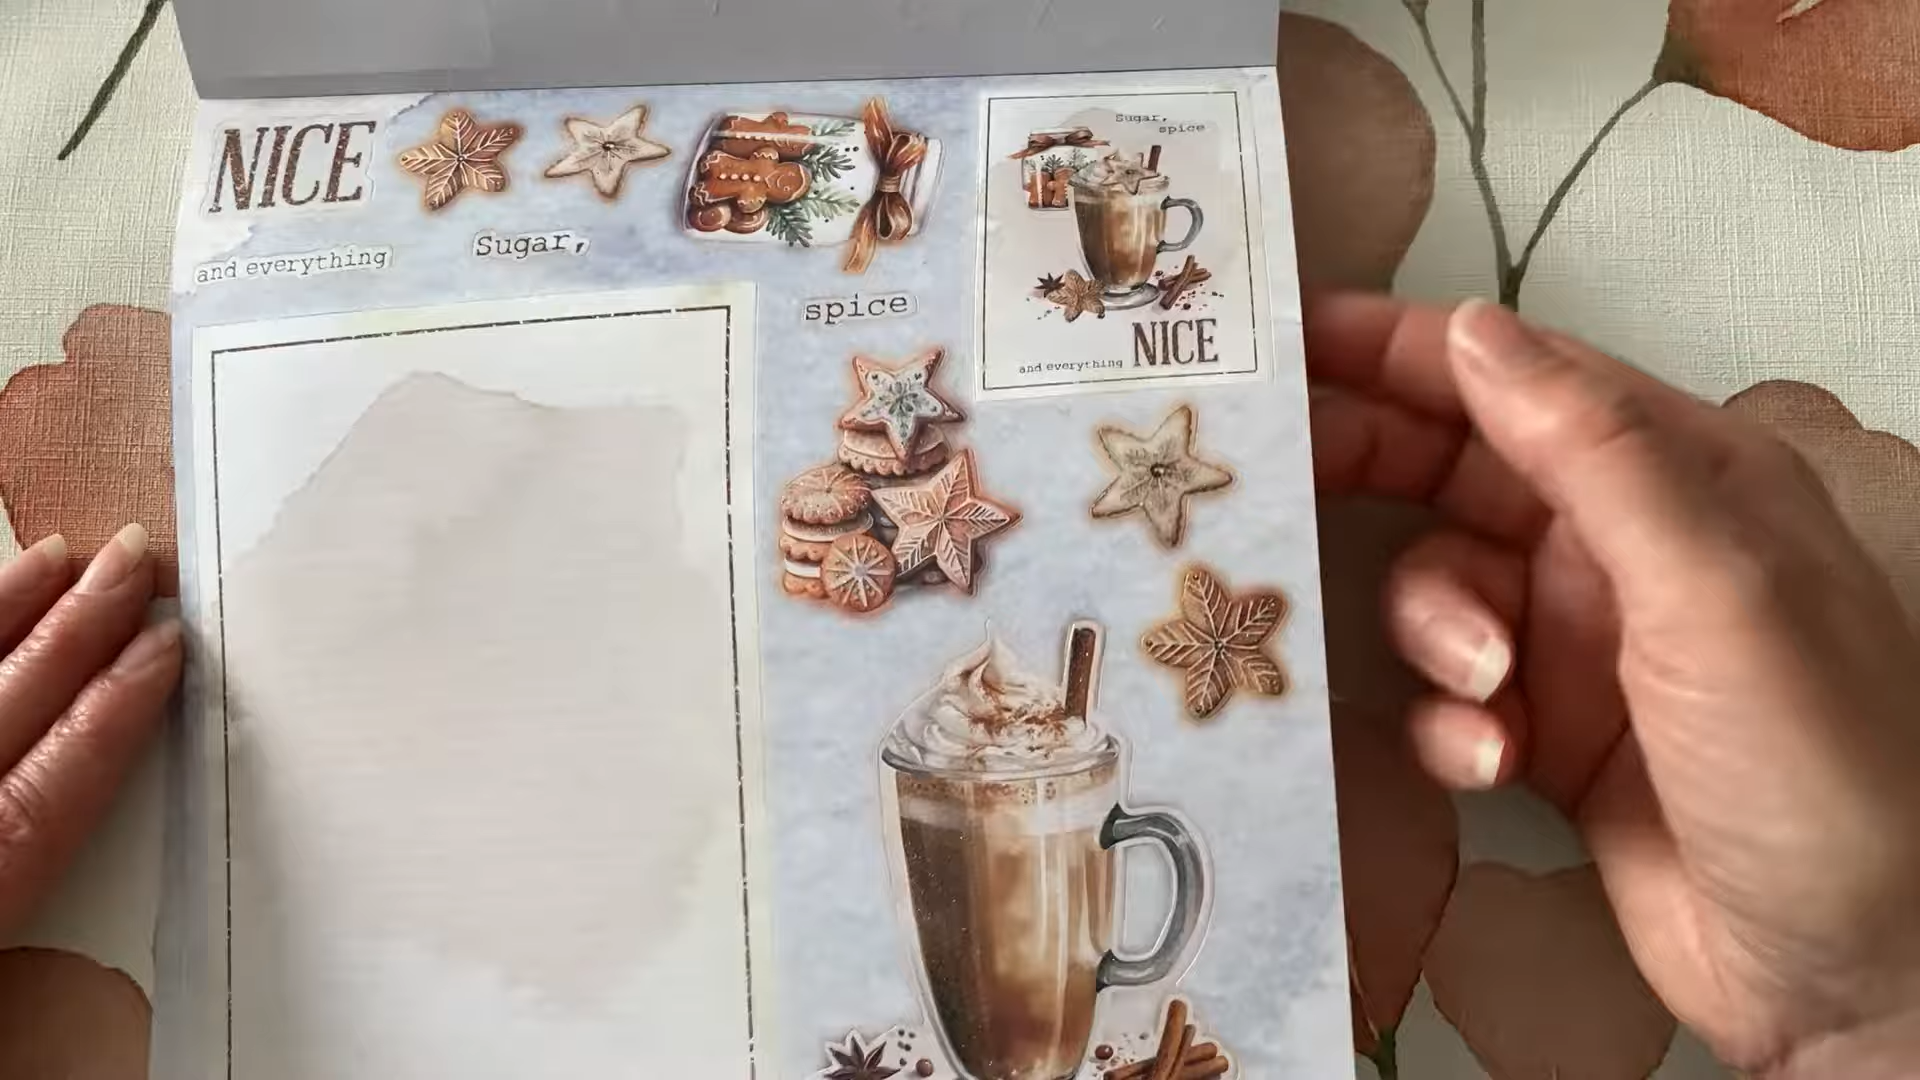 NICE
and everything
Sugar,
spice
Sugar,
spice
and everything NICE